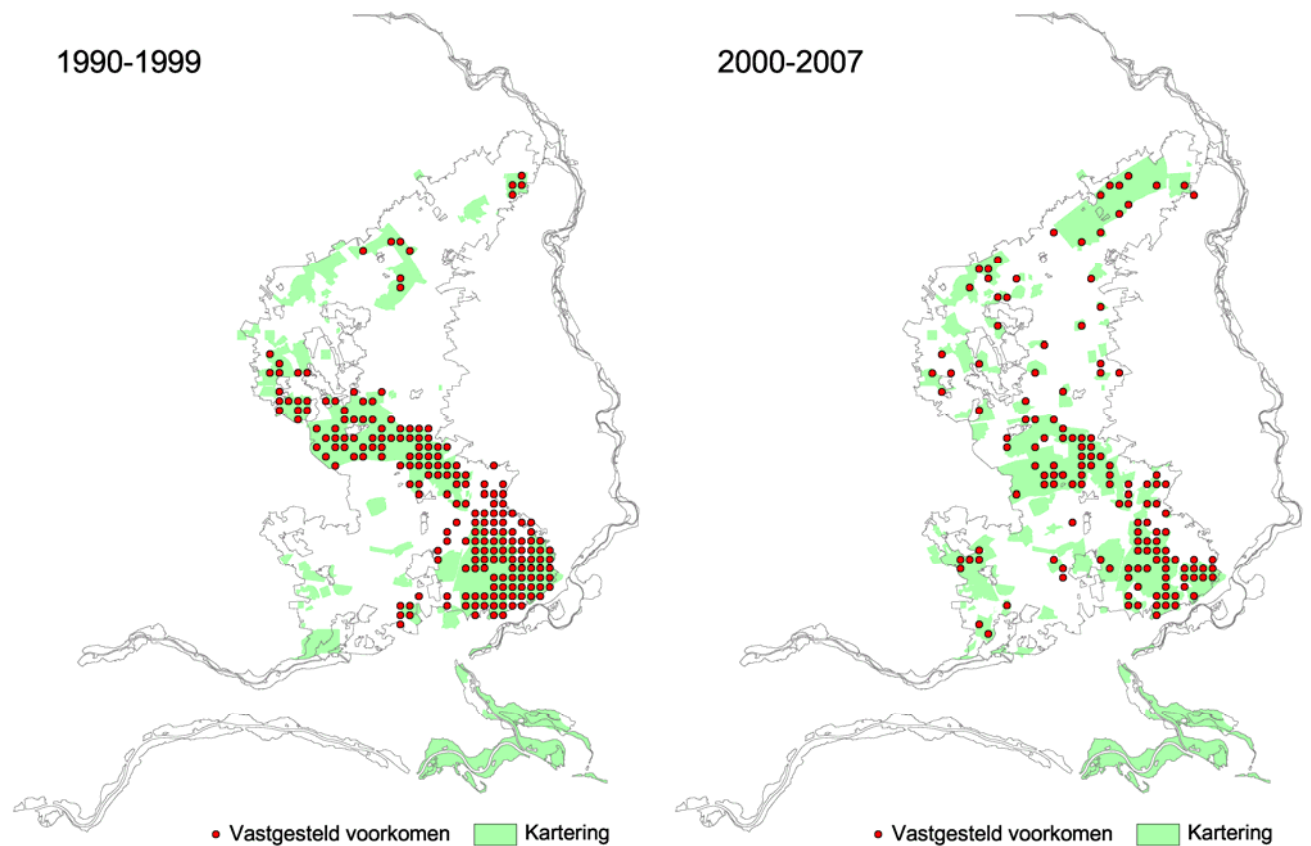 1990-1999
2000-2007
Vastgesteld voorkomen
Kartering
Vastgesteld voorkomen
Kartering